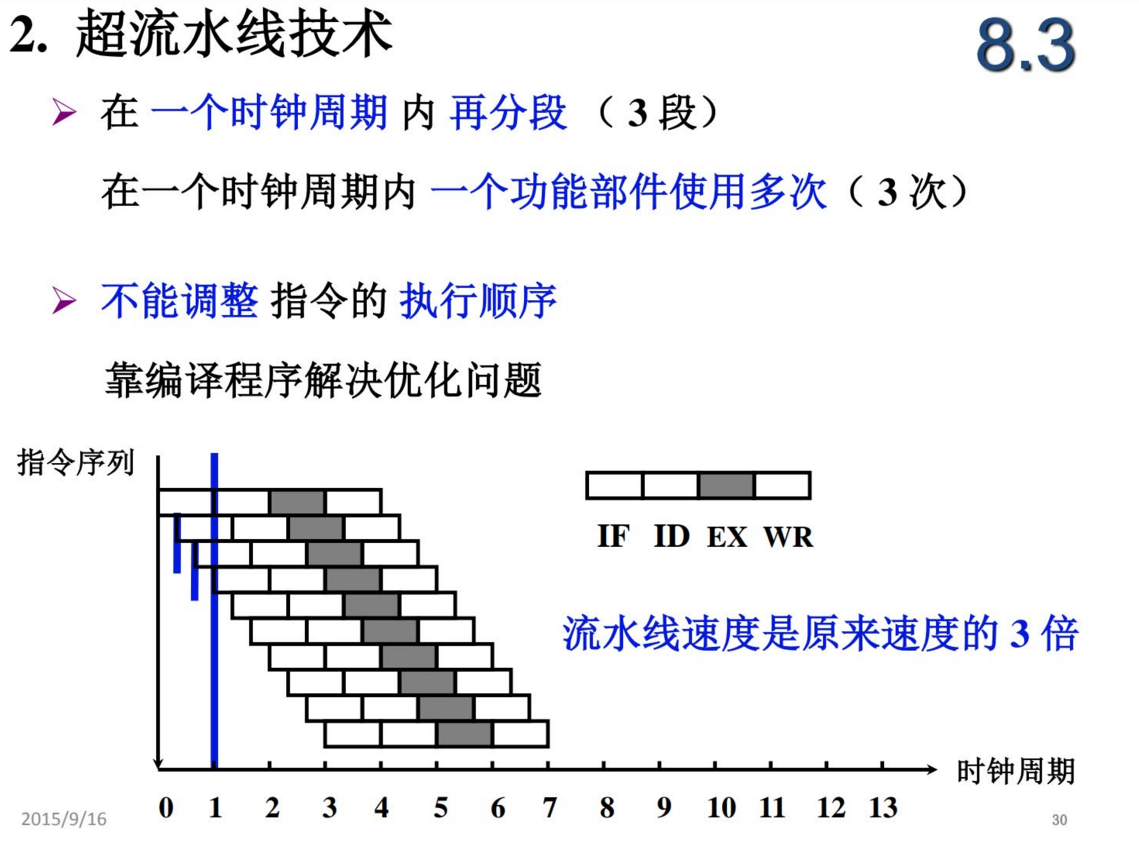 2. 超流水线技术
8.3
在 一个时钟周期 内 再分段 （ 3 段）
在一个时钟周期内 一个功能部件使用多次（ 3 次）
不能调整 指令的 执行顺序
靠编译程序解决优化问题
指令序列
IF ID EX WR
流水线速度是原来速度的 3 倍
时钟周期
0 1 2 3 4 5 6 7 8 9 10 11 12 13
2015/9/16
30